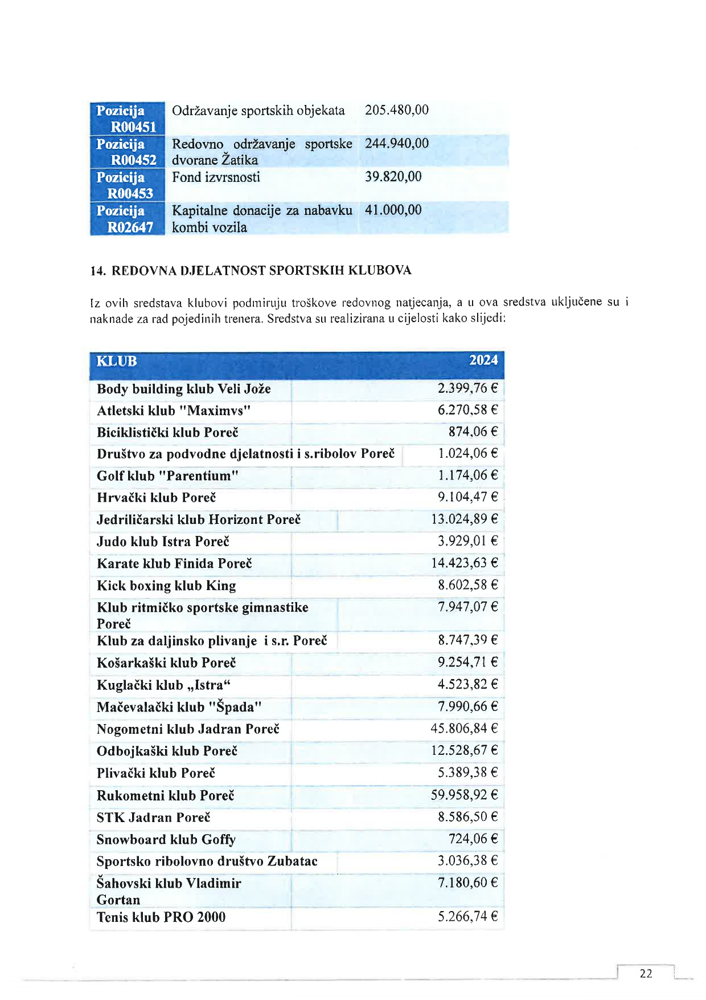 Pozicija Održavanje sportskih objekata 205.480,00
R00451
Pozicija Redovno održavanje sportske 244.940,00
R00452 dvorane Žatika
Pozicija Fond izvrsnosti 39.820,00
R00453
Pozicija Kapitalne donacije za nabavku 41.000,00
R02647 kombi vozila
14. REDOVNA DJELATNOST SPORTSKIH KLUBOVA
Iz ovih sredstava klubovi podmiruju troškove redovnog natjecanja, a u ova sredstva uključene su i
naknade za rad pojedinih trenera. Sredstva su realizirana u cijelosti kako slijedi:
KLUB 2024
Body building klub Veli Jože 2.399,76 €
Atletski klub "Maximvs" 6.270,58 €
Biciklistički klub Poreč 874,06 €
Društvo za podvodne djelatnosti i s.ribolov Poreč 1.024,06 €
Golf klub "Parentium" 1.174,06 €
Hrvački klub Poreč 9.104,47 €
Jedriličarski klub Horizont Poreč 13.024,89 €
Judo klub Istra Poreč 3.929,01 €
Karate klub Finida Poreč 14.423,63 €
Kick boxing klub King 8.602,58 €
Klub ritmičko sportske gimnastike 7.947,07 €
Poreč
Klub za daljinsko plivanje i s.r. Poreč 8.747,39 €
Košarkaški klub Poreč 9.254,71 €
Kuglački klub „Istra“ 4.523,82 €
Mačevalački klub "Špada" 7.990,66 €
Nogometni klub Jadran Poreč 45.806,84 €
Odbojkaški klub Poreč 12.528,67 €
Plivački klub Poreč 5.389,38 €
Rukometni klub Poreč 59.958,92 €
STK Jadran Poreč 8.586,50 €
Snowboard klub Goffy 724,06 €
Sportsko ribolovno društvo Zubatac 3.036,38 €
Šahovski klub Vladimir 7.180,60 €
Gortan
Tenis klub PRO 2000 5.266,74 €
22